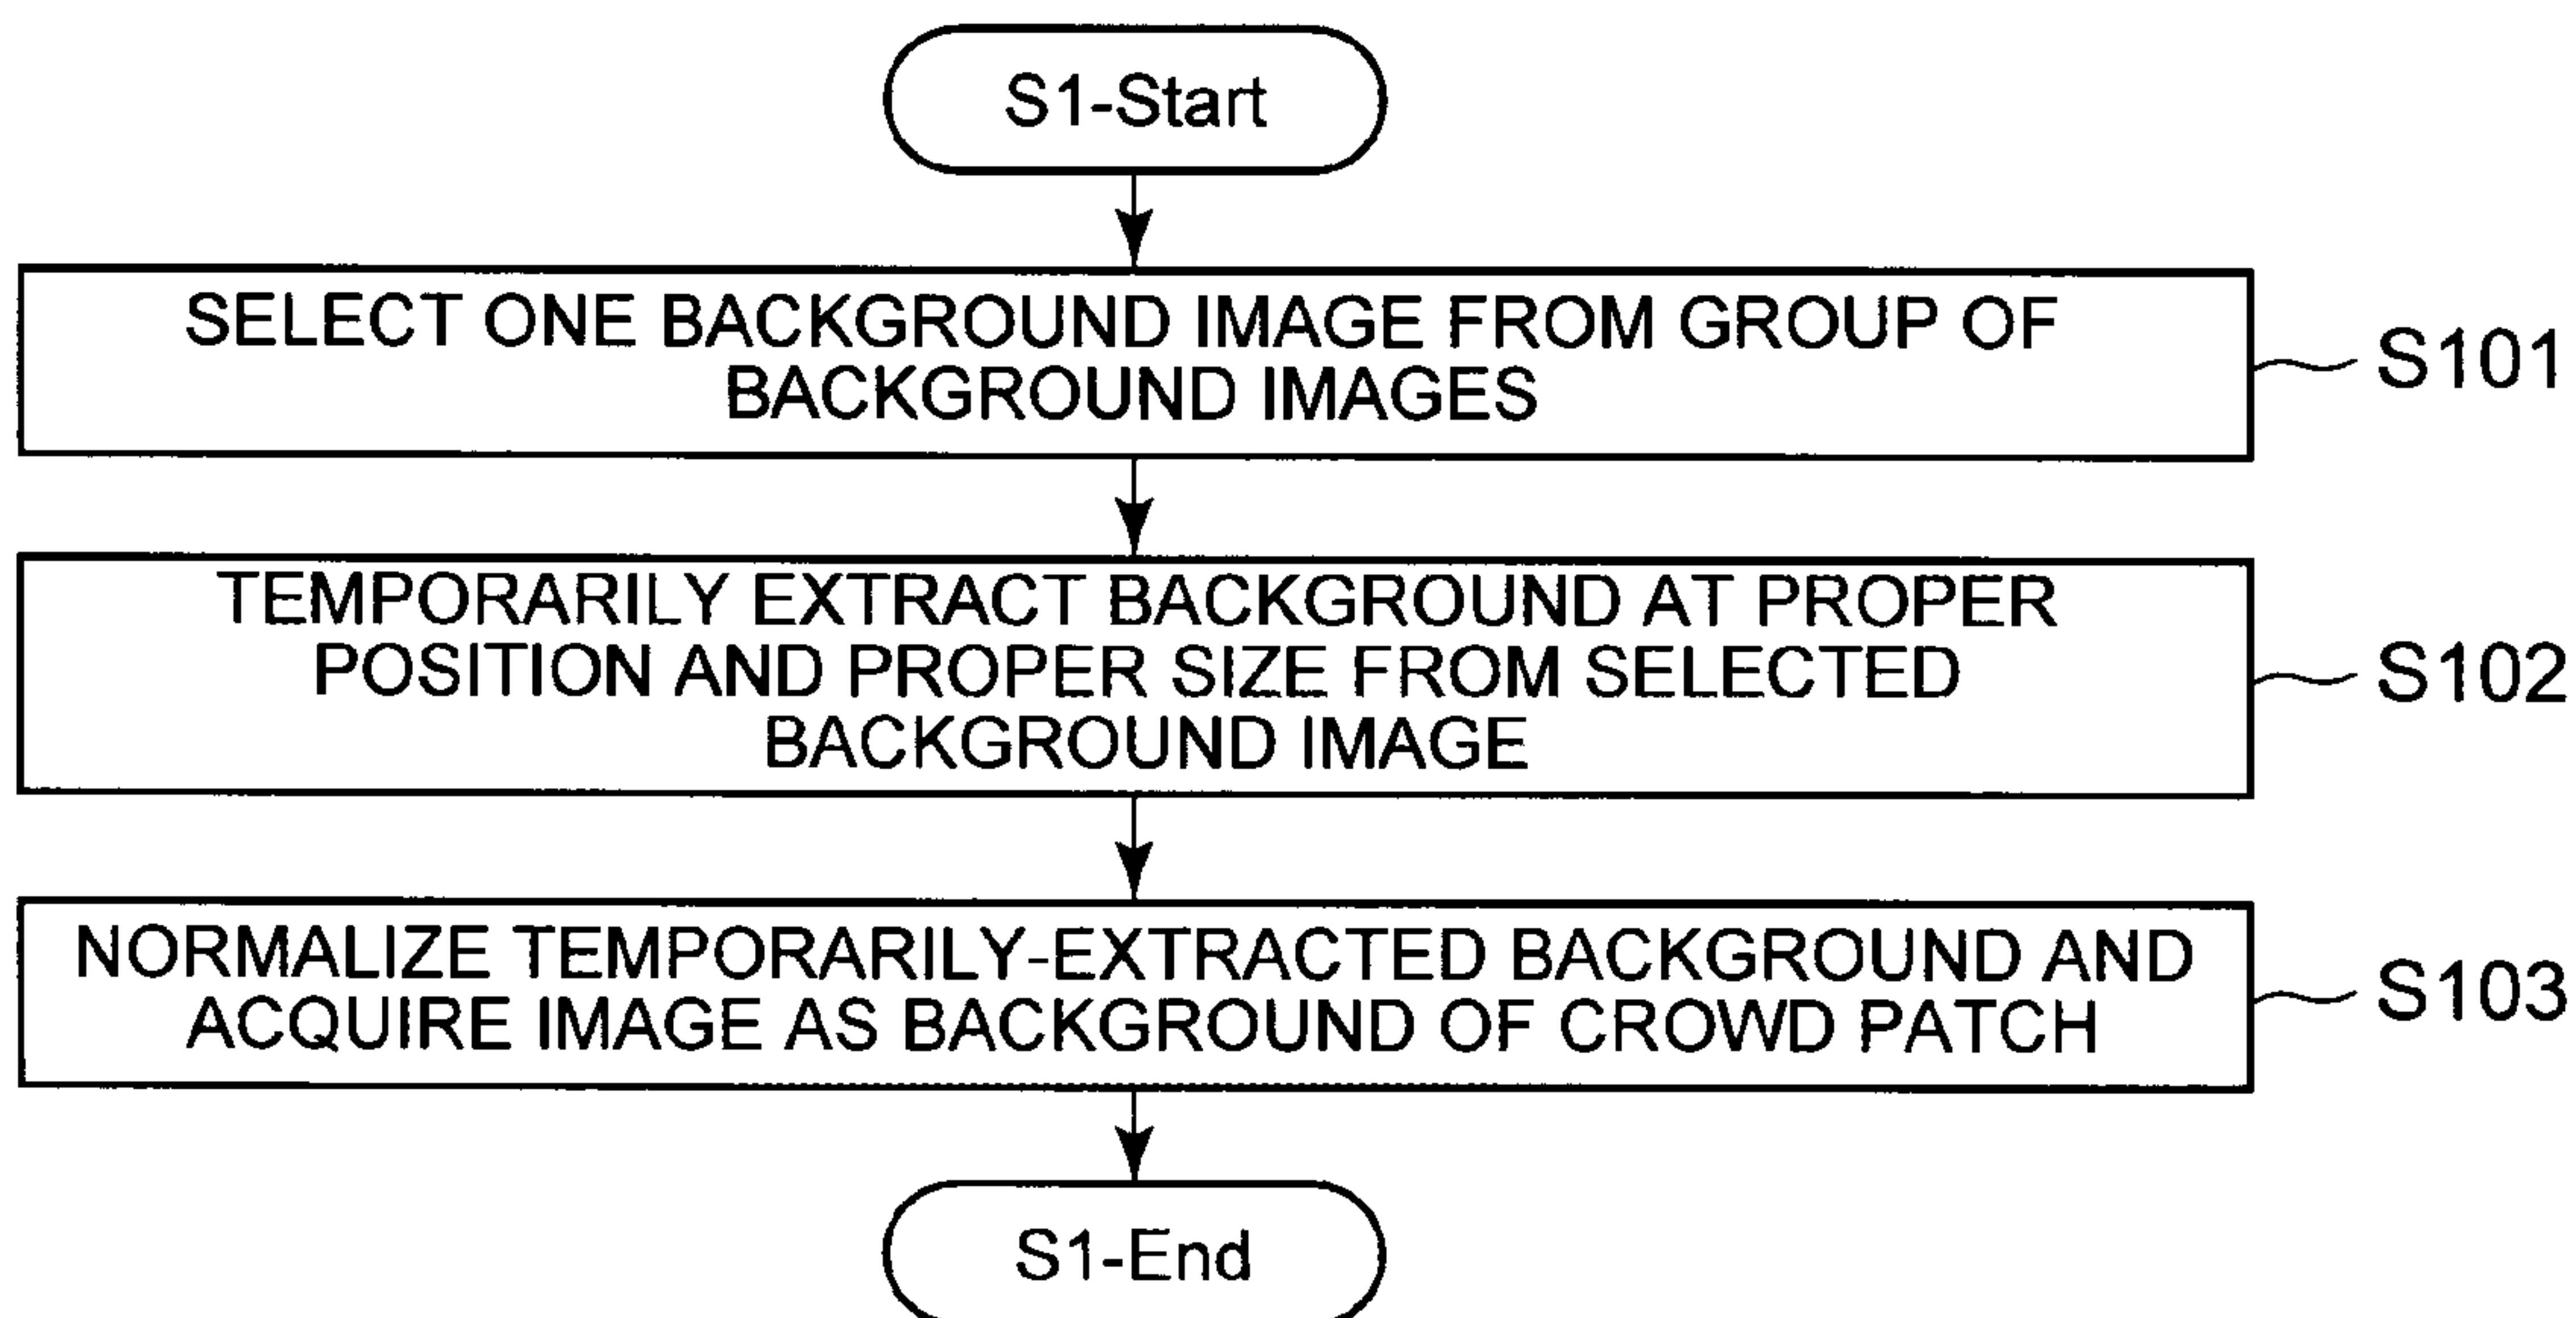 S1-Start
SELECT ONE BACKGROUND IMAGE FROM GROUP OF
BACKGROUND IMAGES
S101
TEMPORARILY EXTRACT BACKGROUND AT PROPER
POSITION AND PROPER SIZE FROM SELECTED
BACKGROUND IMAGE
S102
NORMALIZE TEMPORARILY-EXTRACTED BACKGROUND AND
ACQUIRE IMAGE AS BACKGROUND OF CROWD PATCH
S103
S1-End